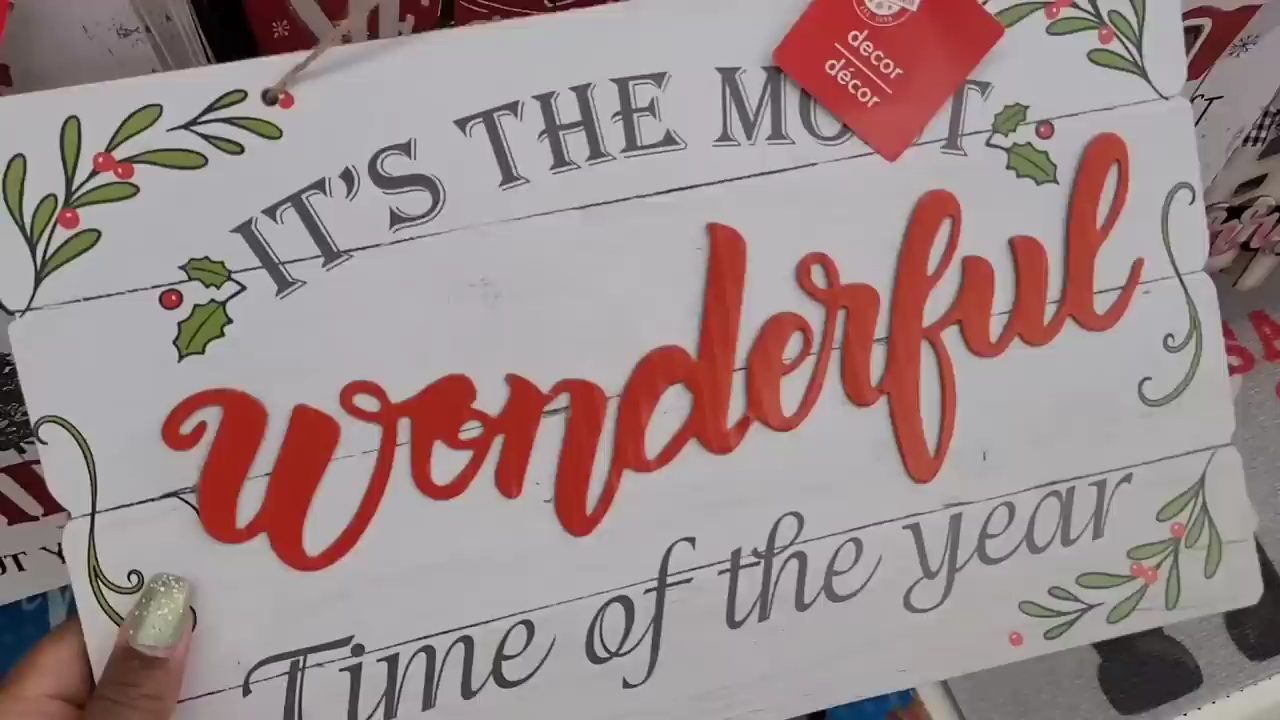 IT'S THE MOST
wonderful
Time of the year
decor
décor